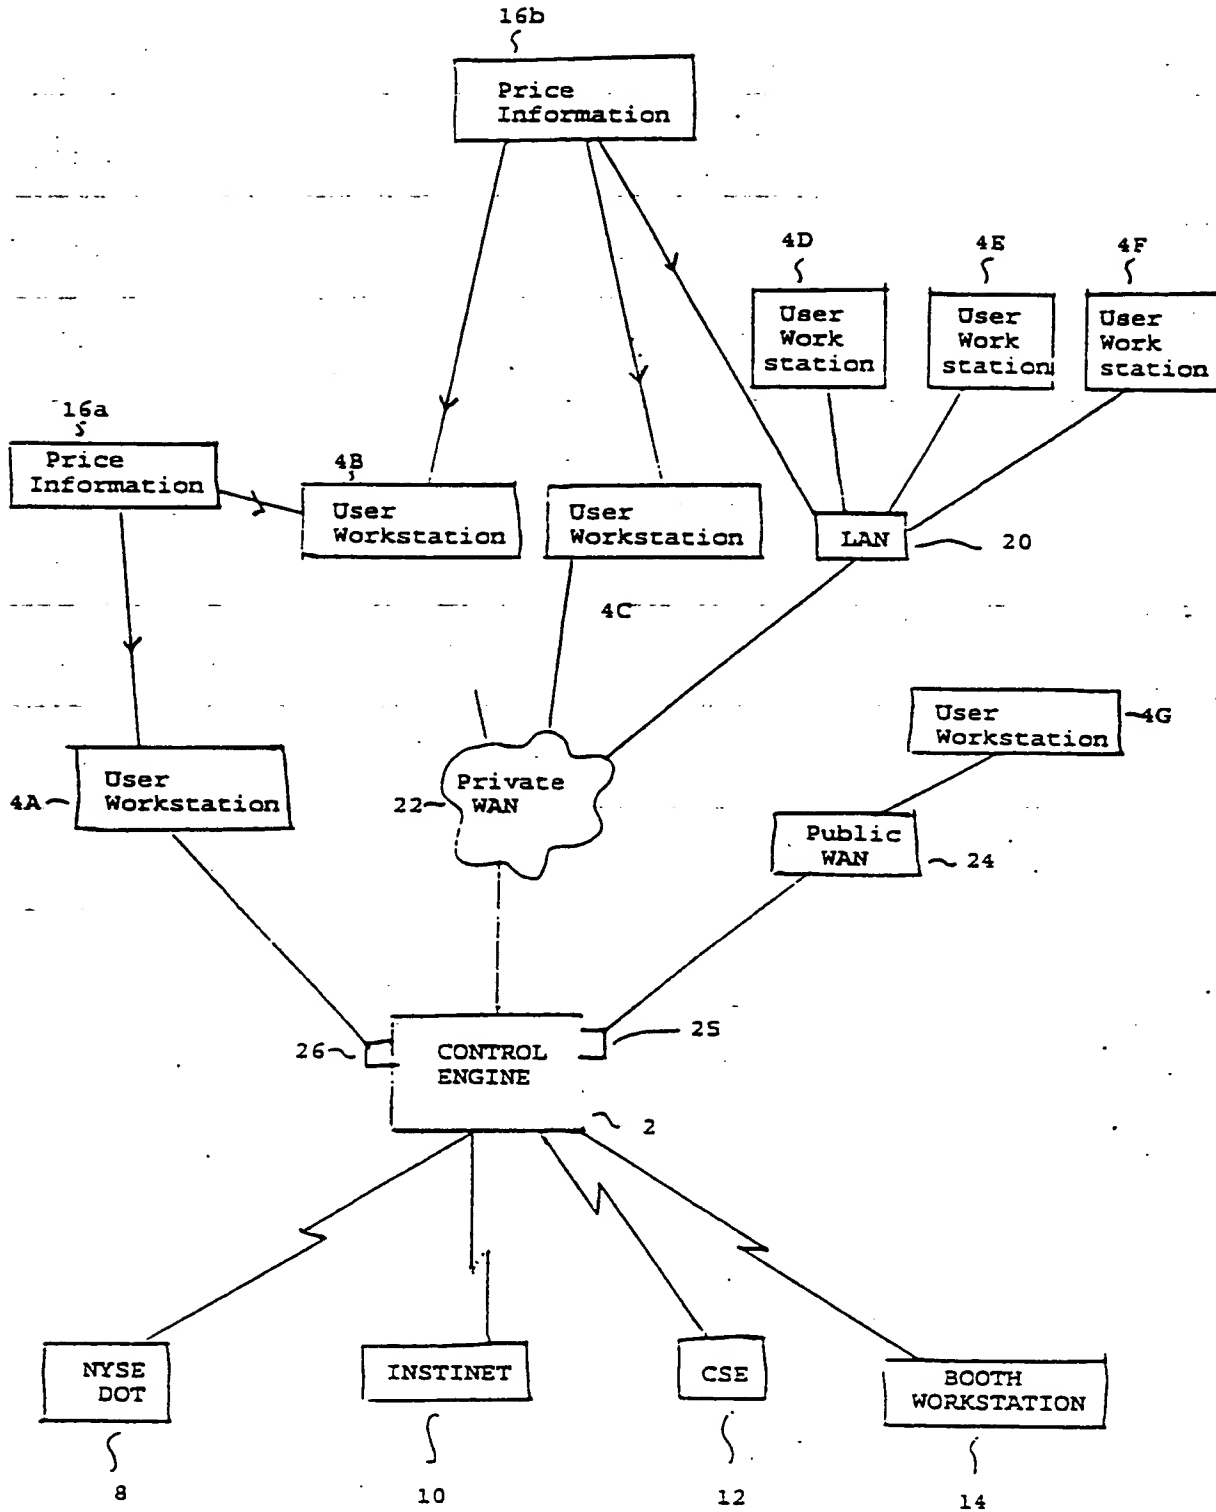 16b
Price
Information
4D
4E
4F
User
Work
station
User
Work
station
User
Work
station
16a
Price
Information
4B
User
Workstation
User
Workstation
LAN
20
4C
User
Workstation
4G
User
Workstation
4A
Private
WAN
22
Public
WAN
24
26
CONTROL
ENGINE
25
2
NYSE
DOT
INSTINET
CSE
BOOTH
WORKSTATION
8
10
12
14